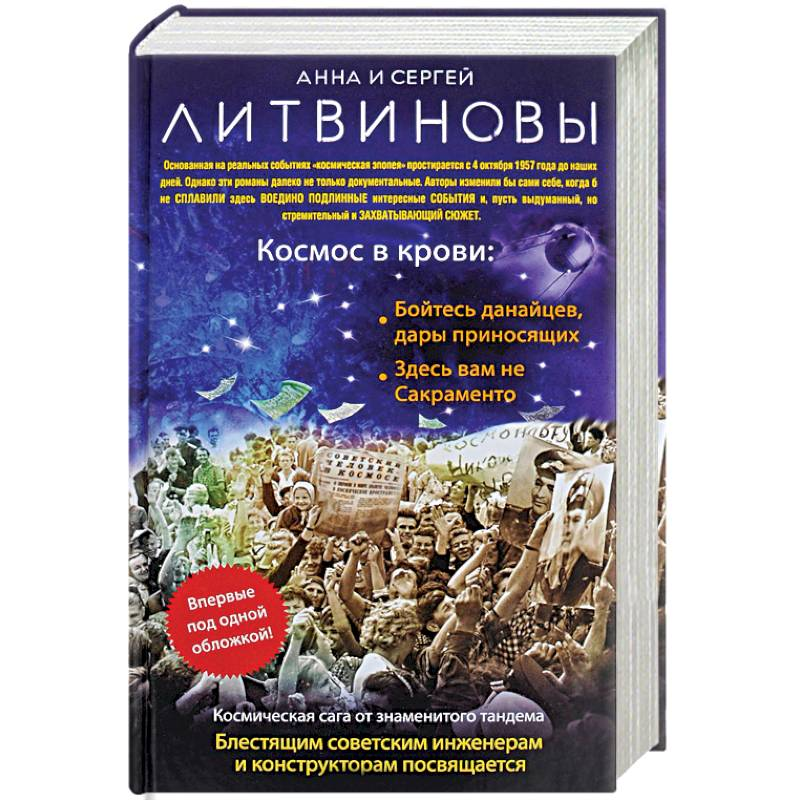 АННА И СЕРГЕЙ
ЛИТВИНОВЫ
Основанная на реальных событиях «космическая эпопея» простирается с 4 октября 1957 года до наших
дней. Однако эти романы далеко не только документальные. Авторы изменили бы сами себе, когда б
не СПЛАВИЛИ здесь ВОЕДИНО ПОДЛИННЫЕ интересные СОБЫТИЯ и, пусть выдуманный, но
стремительный и ЗАХВАТЫВАЮЩИЙ СЮЖЕТ.
Космос в крови:
• Бойтесь данайцев,
дары приносящих
• Здесь вам не
Сакраменто
СОВЕТСКИЙ
ЧЕЛОВЕК
В КОСМОСЕ
Впервые
под одной
обложкой!
Космическая сага от знаменитого тандема
Блестящим советским инженерам
и конструкторам посвящается